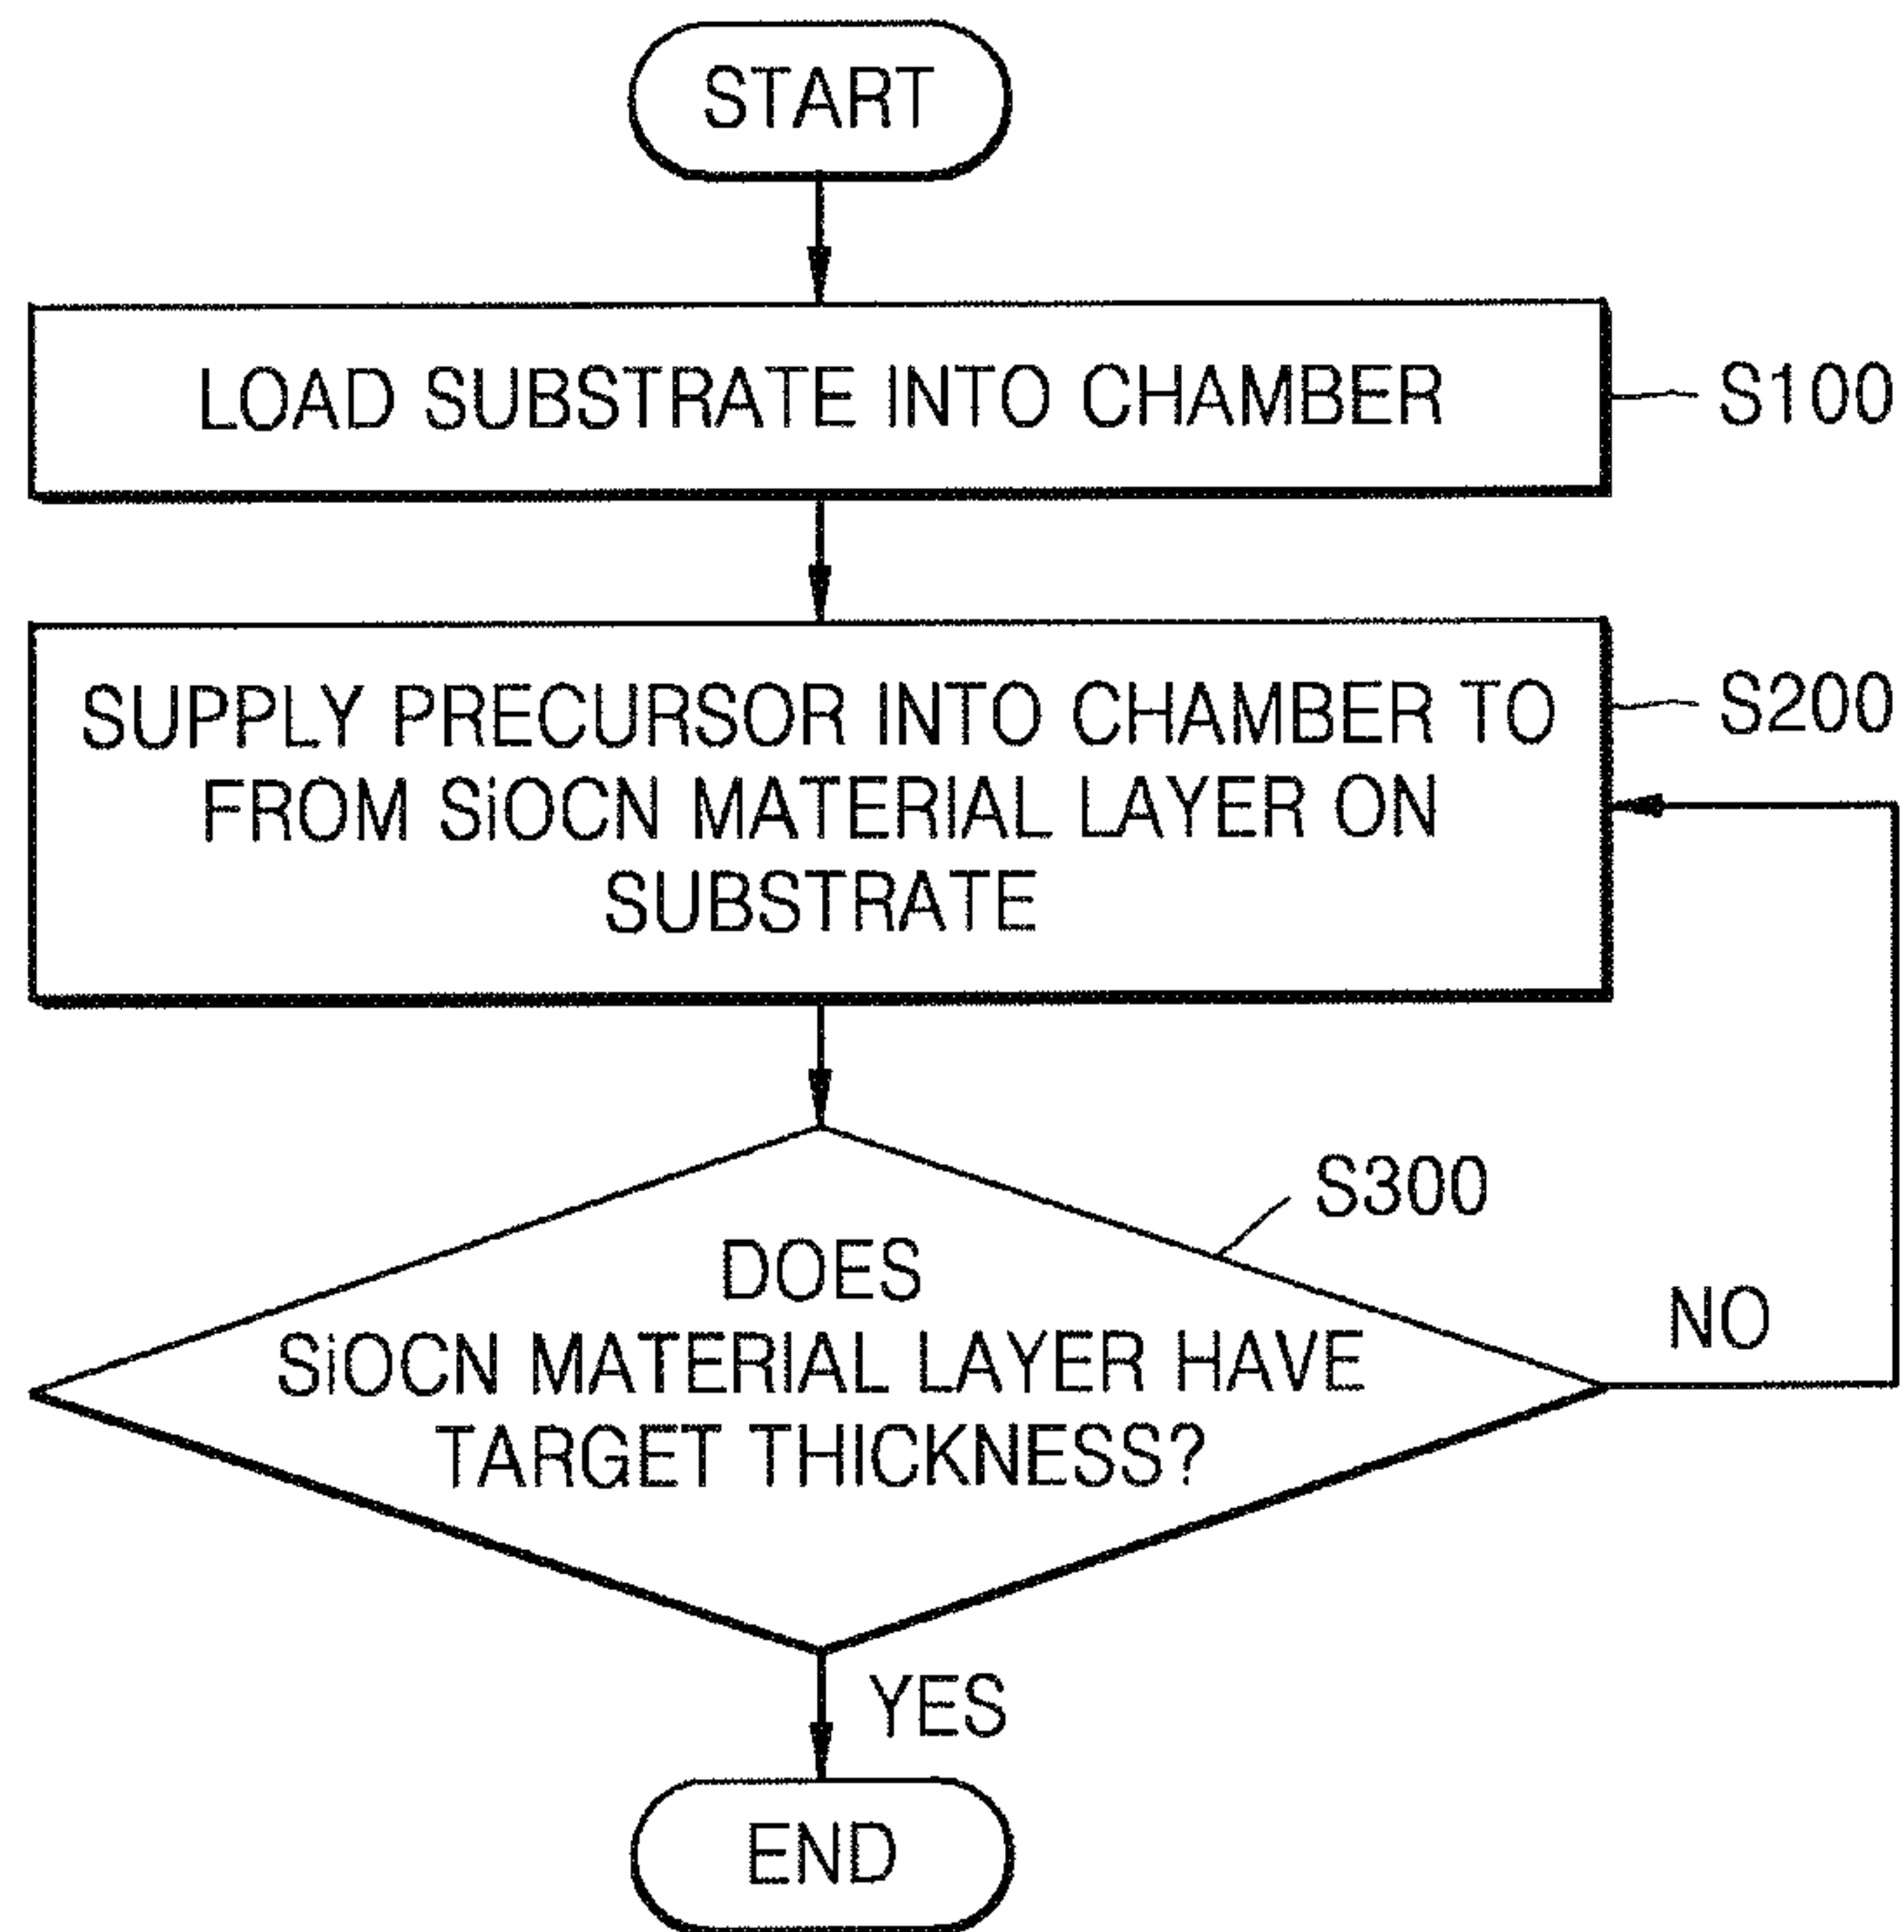 START
LOAD SUBSTRATE INTO CHAMBER
S100
SUPPLY PRECURSOR INTO CHAMBER TO
FROM SiOCN MATERIAL LAYER ON
SUBSTRATE
S200
DOES
SiOCN MATERIAL LAYER HAVE
TARGET THICKNESS?
S300
NO
YES
END